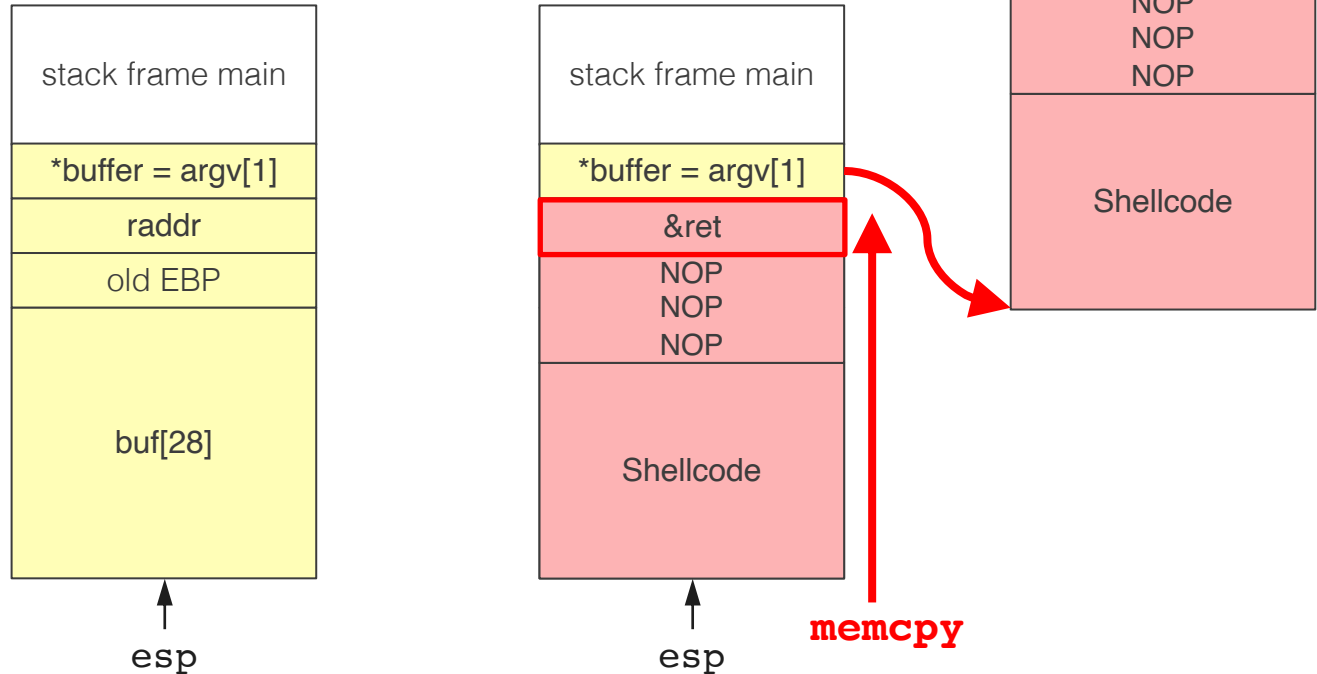 stack frame main
*buffer = argv[1]
raddr
old EBP
buf[28]
esp
stack frame main
*buffer = argv[1]
&ret
NOP
NOP
NOP
Shellcode
esp
memcpy
NOP
NOP
NOP
Shellcode